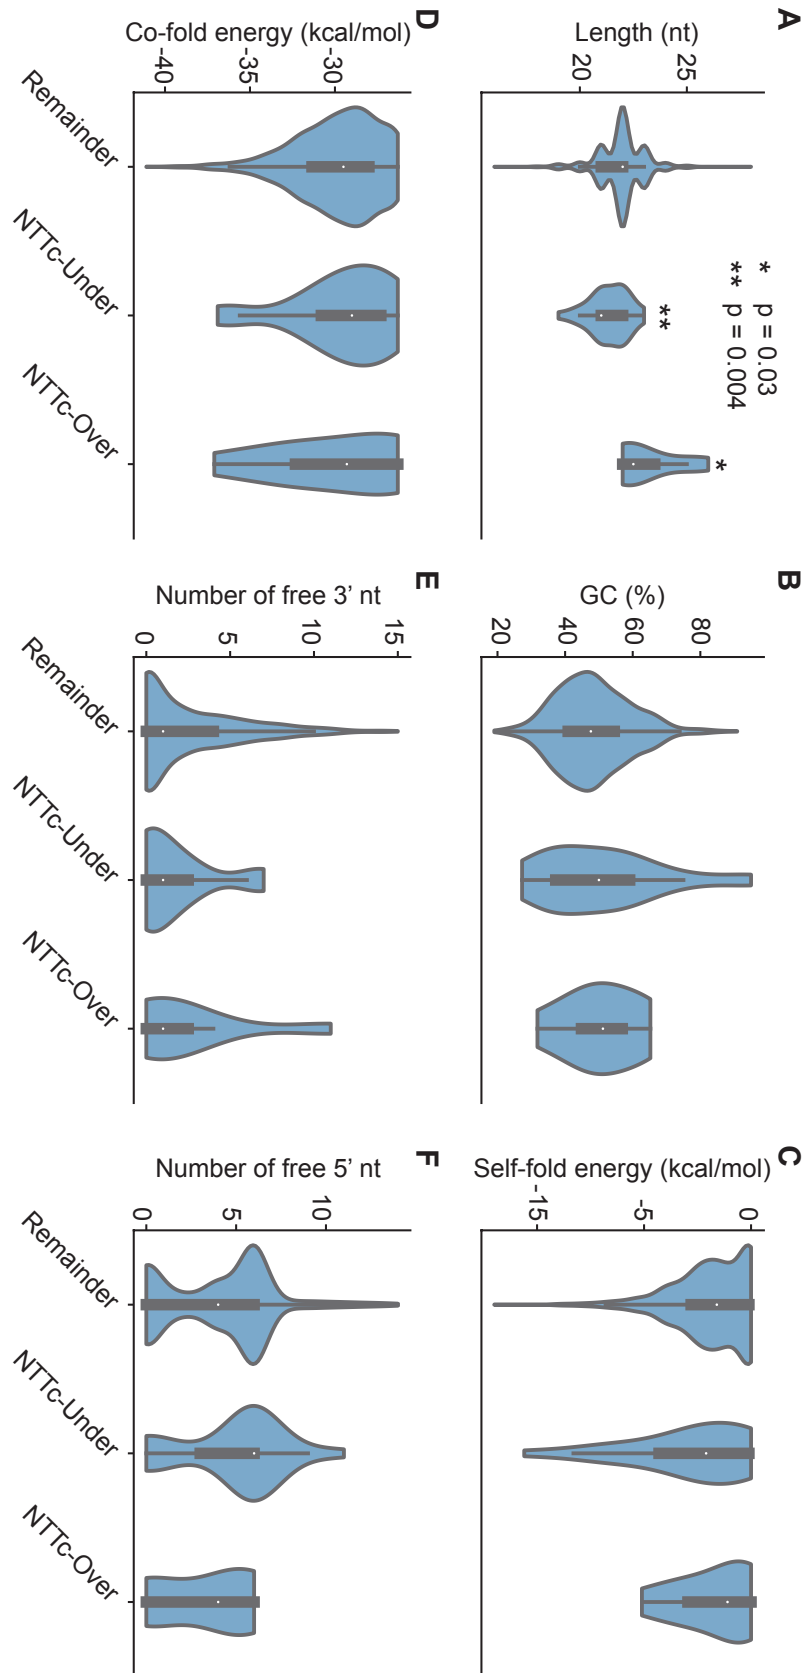 A
Length (nt)
20
25
* p = 0.03
** p = 0.004
**
*
B
GC (%)
20
40
60
80
C
Self-fold energy (kcal/mol)
-15
-5
0
D
Co-fold energy (kcal/mol)
-40
-35
-30
Remainder
NTTc-Under
NTTc-Over
E
Number of free 3' nt
0
5
10
15
Remainder
NTTc-Under
NTTc-Over
F
Number of free 5' nt
0
5
10
Remainder
NTTc-Under
NTTc-Over